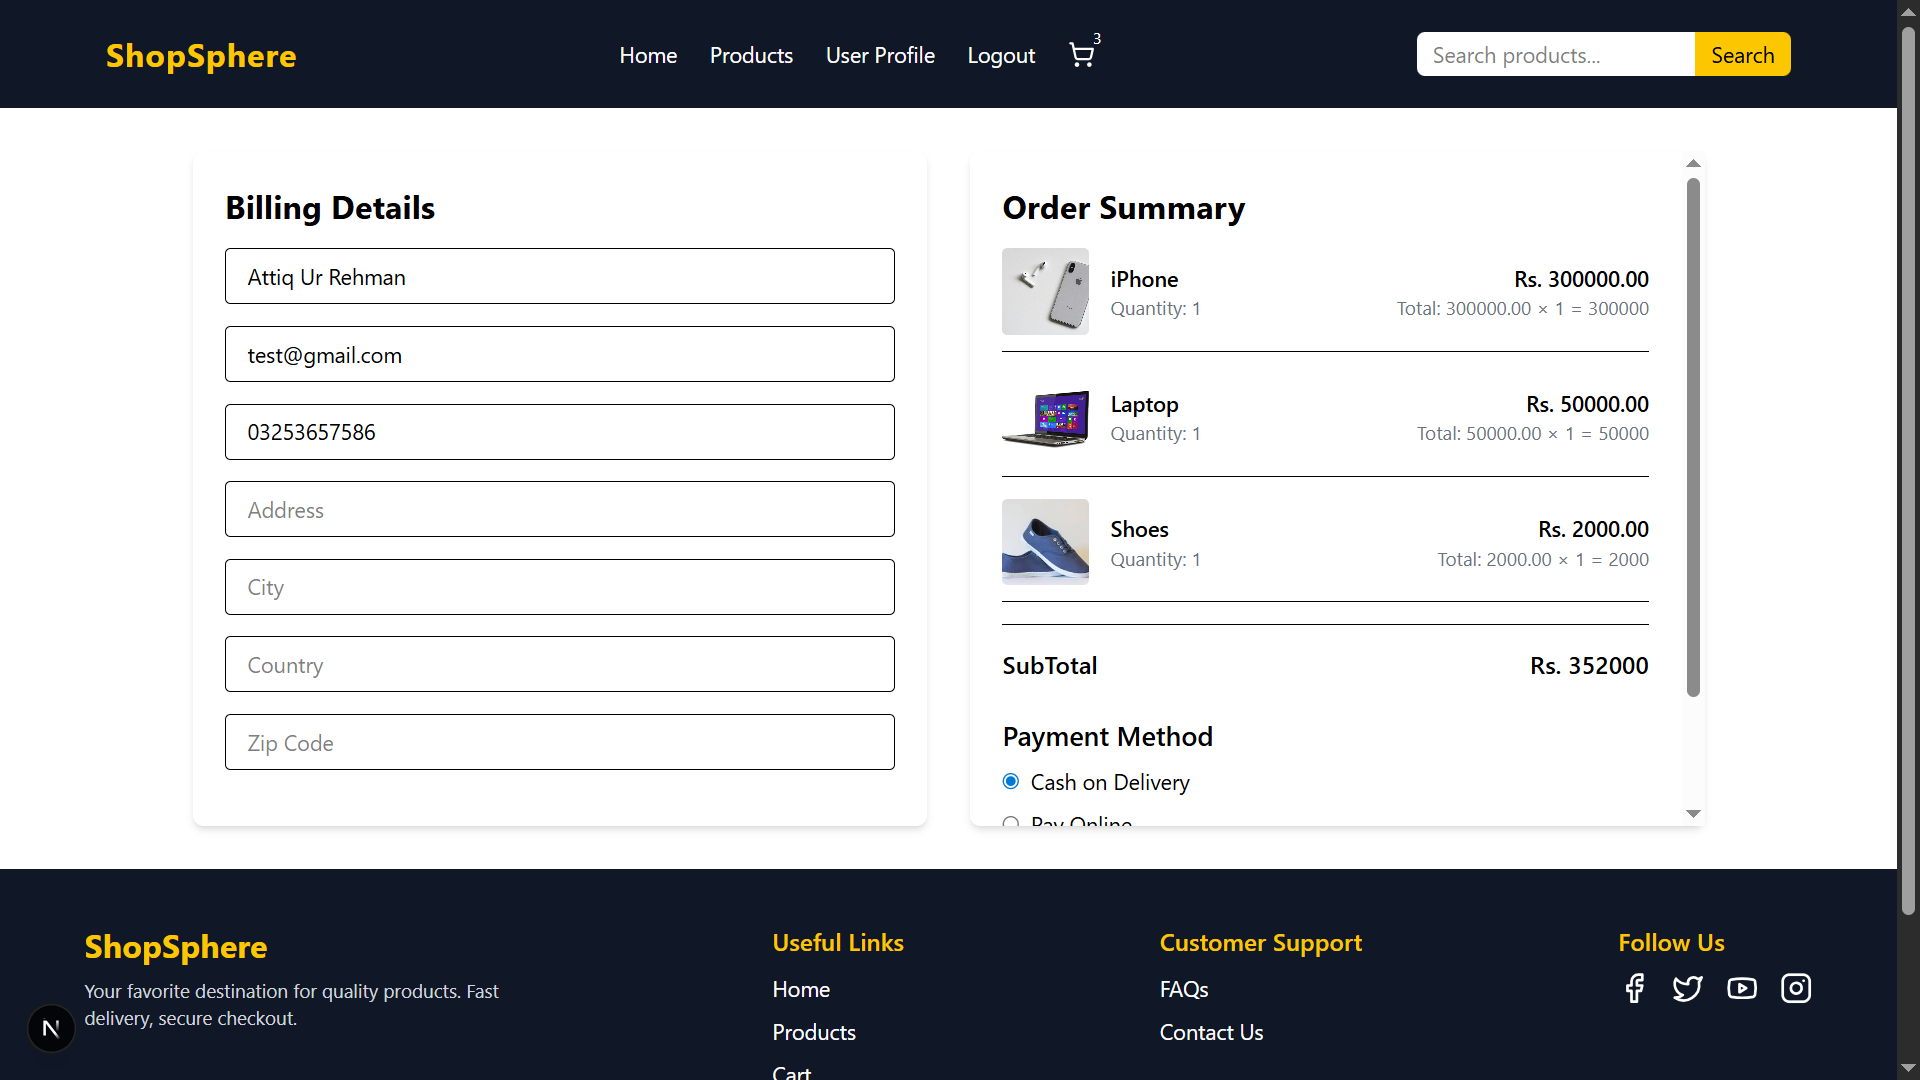 ShopSphere
Home
Products
User Profile
Logout
3
Search products...
Search
Billing Details
Attiq Ur Rehman
test@gmail.com
03253657586
Address
City
Country
Zip Code
Order Summary
iPhone
Rs. 300000.00
Quantity: 1
Total: 300000.00 × 1 = 300000
Laptop
Rs. 50000.00
Quantity: 1
Total: 50000.00 × 1 = 50000
Shoes
Rs. 2000.00
Quantity: 1
Total: 2000.00 × 1 = 2000
SubTotal
Rs. 352000
Payment Method
Cash on Delivery
Pay Online
ShopSphere
Your favorite destination for quality products. Fast
delivery, secure checkout.
N
Useful Links
Home
Products
Cart
Customer Support
FAQs
Contact Us
Follow Us